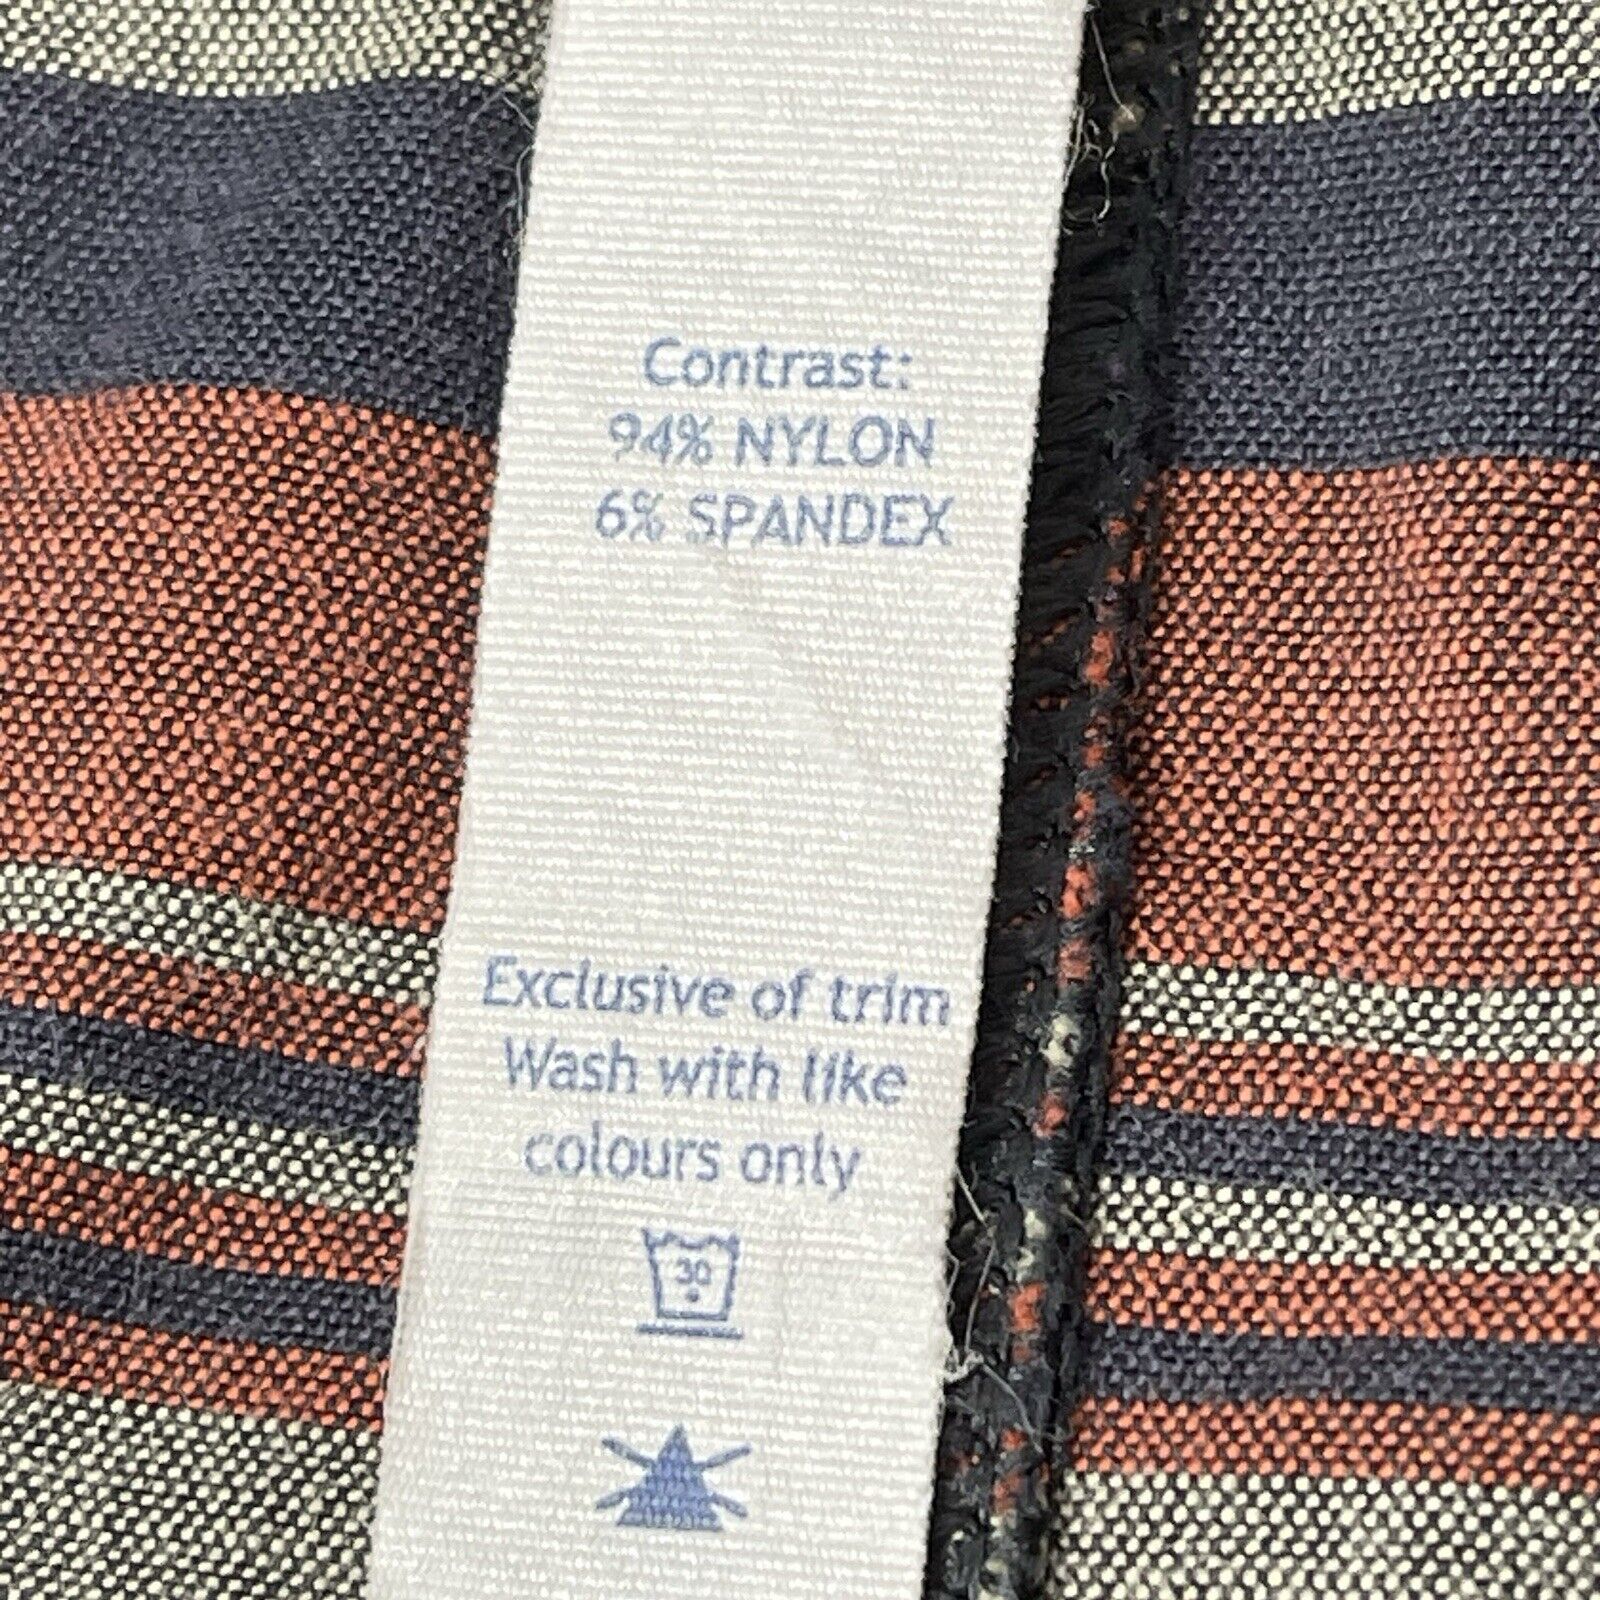 Contrast:
94% NYLON
6% SPANDEX
Exclusive of trim
Wash with like
colours only
30